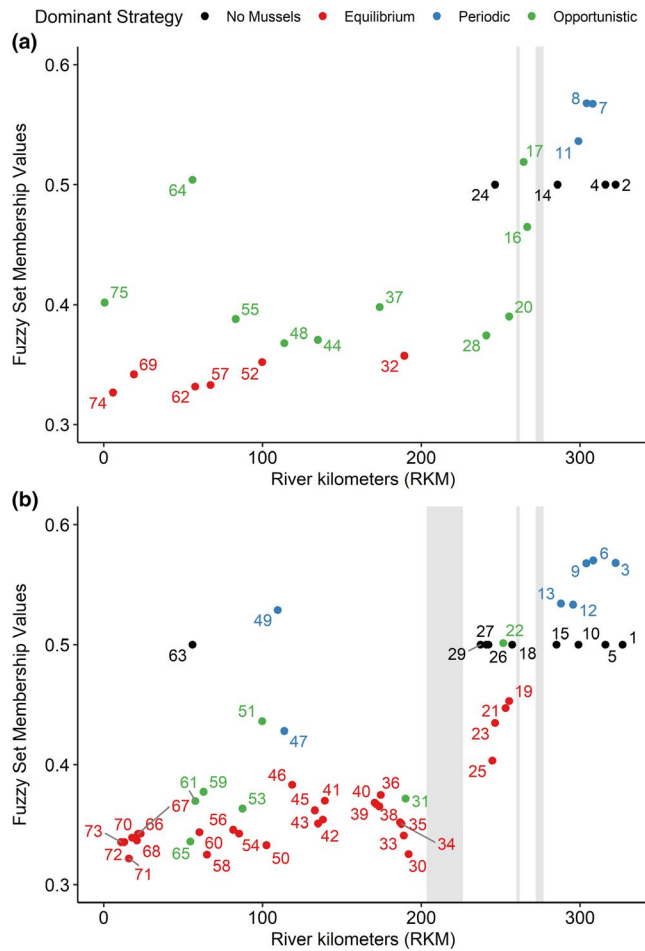 Dominant Strategy No Mussels Equilibrium Periodic Opportunistic
(a)
Fuzzy Set Membership Values
0.6
0.5
0.4
0.3
8 7
11
17
64
24 14 4 2
16
75
55
37
20
48 44
28
69
52
32
57
62
74
0 100 200 300
River kilometers (RKM)
(b)
Fuzzy Set Membership Values
0.6
0.5
0.4
0.3
6
9 3
13 12
49
63
27 22 15 10 1
29 26 18 5
51
47
19
21
23
25
46 36
61 59 45 41 40
67 53 31
70 66 56 43 42 39 38 35
73 34
72 68 65 60 54 33
71 58 50 30
0 100 200 300
River kilometers (RKM)